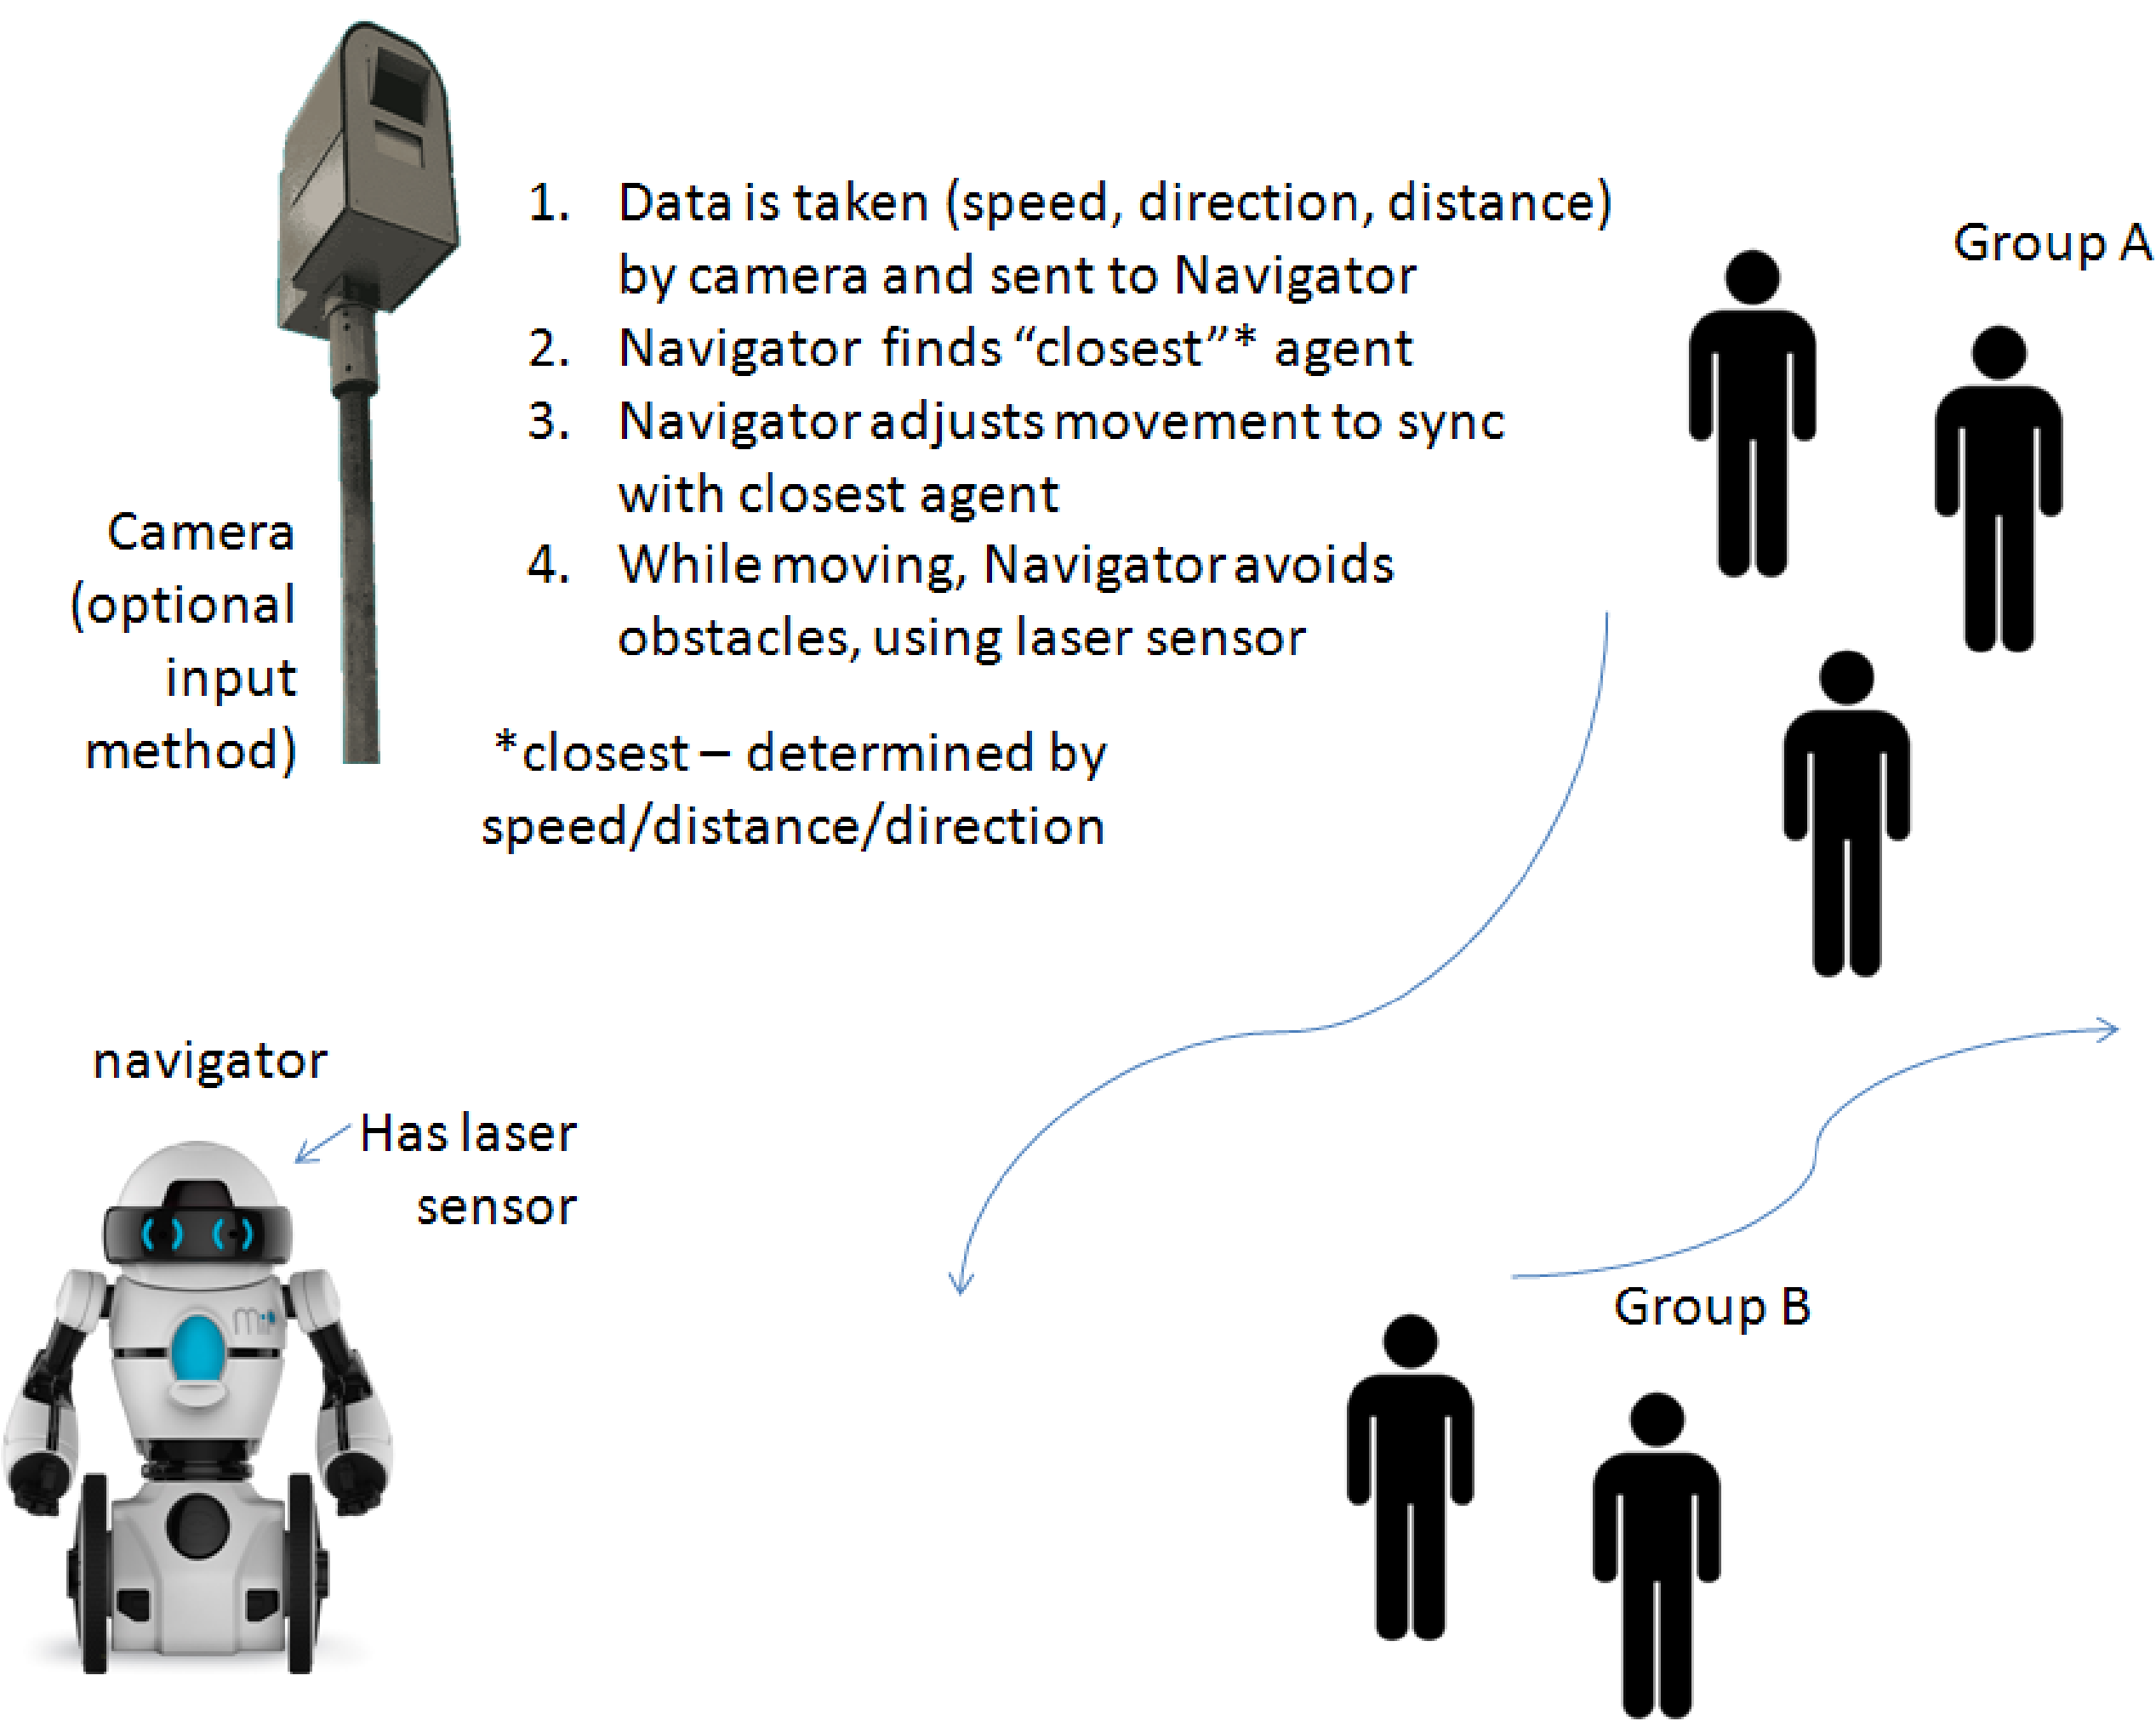 1. Data is taken (speed, direction, distance)
by camera and sent to Navigator
2. Navigator finds “closest”* agent
3. Navigator adjusts movement to sync
with closest agent
4. While moving, Navigator avoids
obstacles, using laser sensor
*closest – determined by
speed/distance/direction
Camera
(optional
input
method)
Group A
navigator
Has laser
sensor
mip
Group B